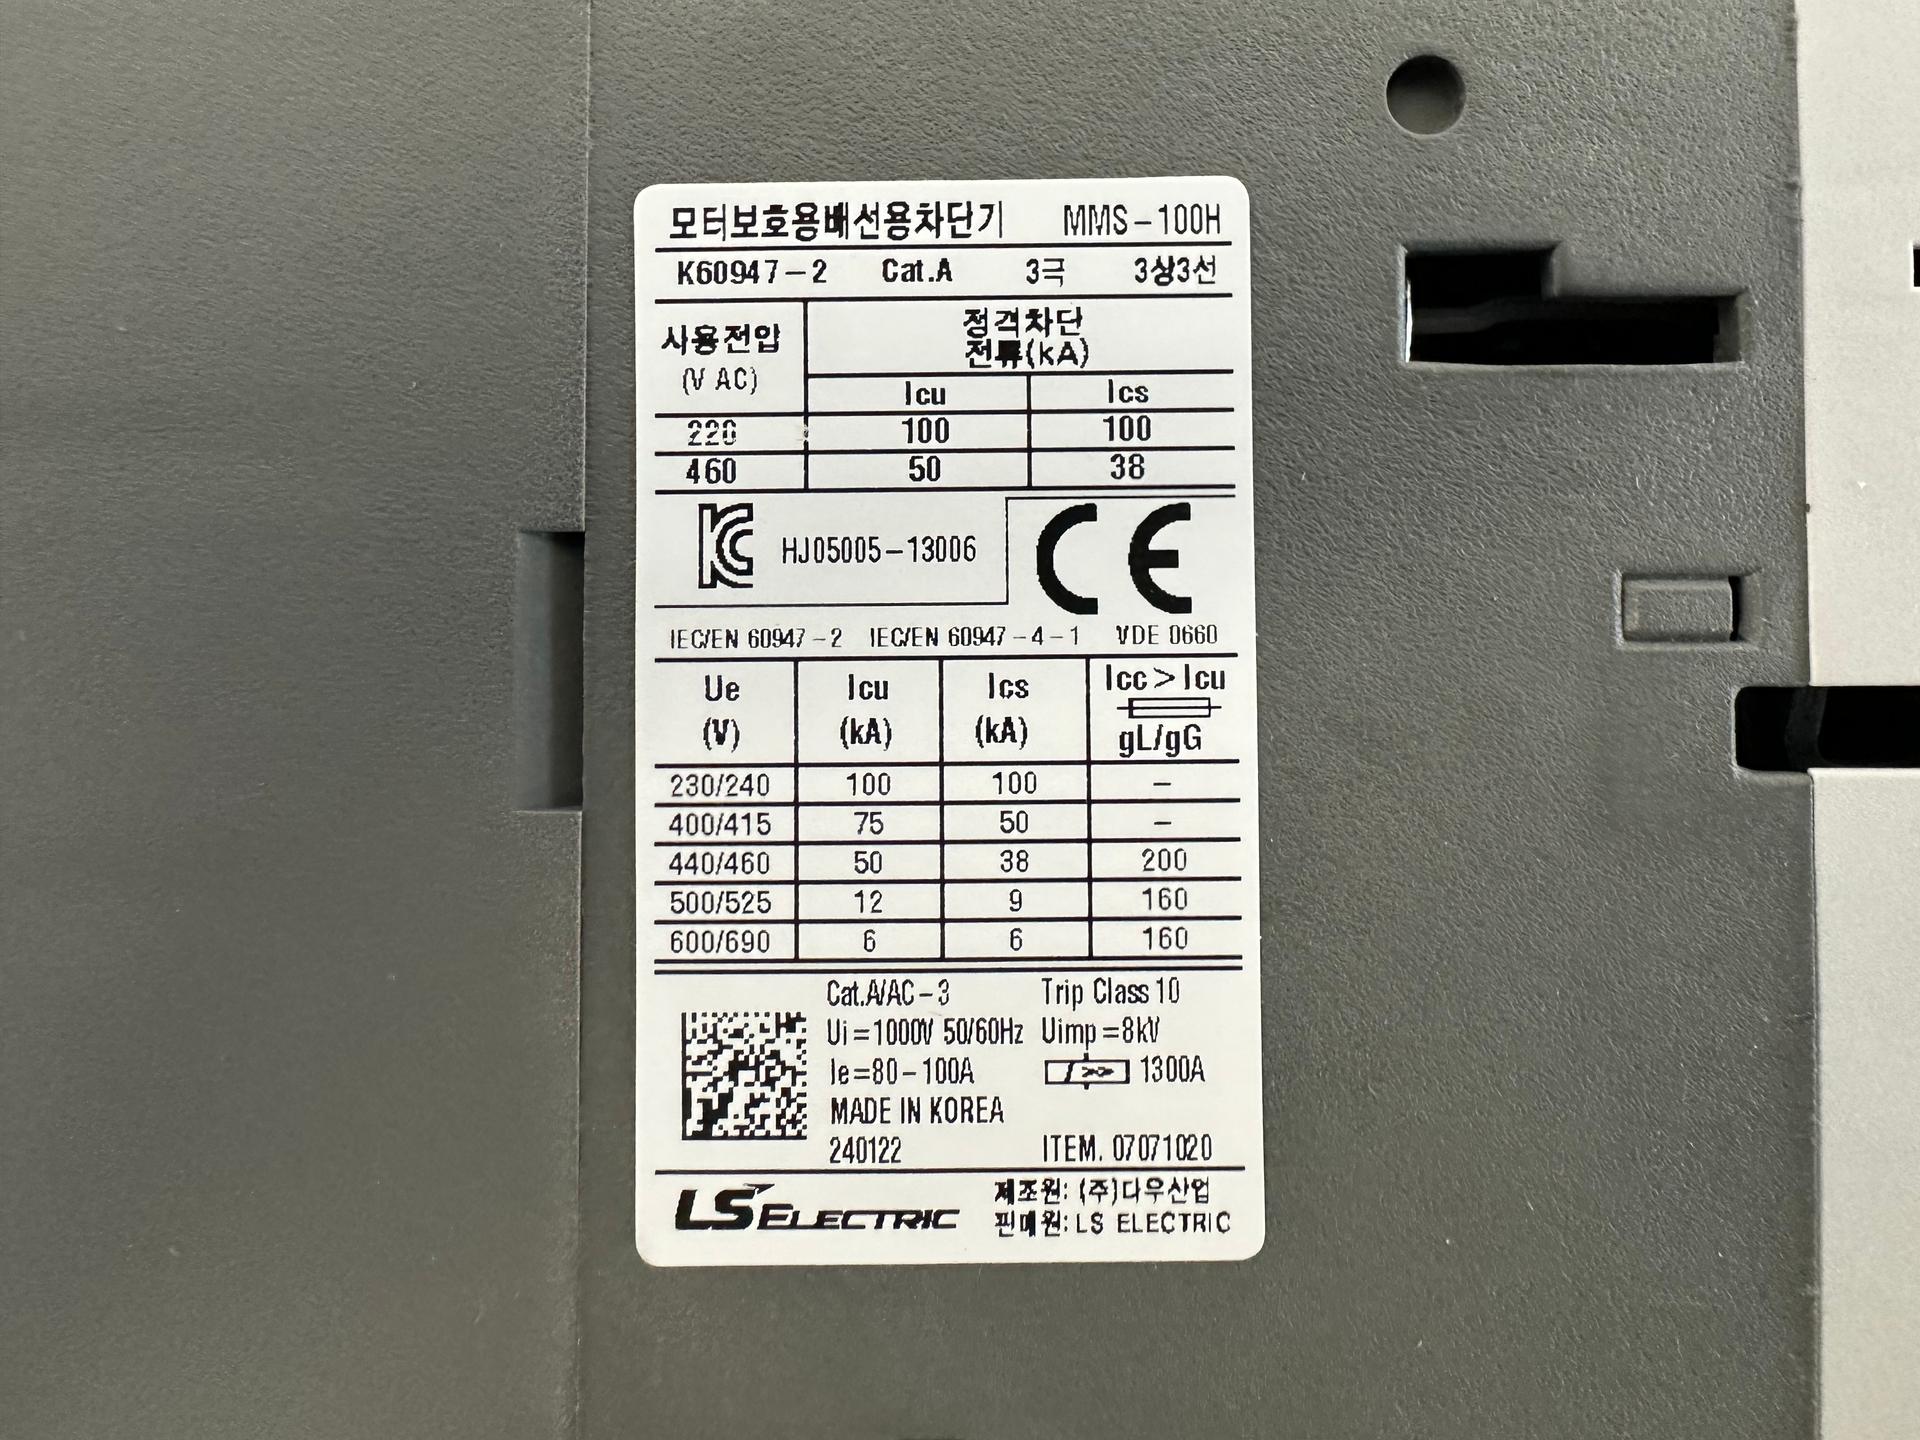 모터보호용배선용차단기 MMS-100H
K60947-2 Cat.A 3극 3상3선
사용전압 (V AC) 정격차단 전류(kA)
Icu Ics
220 100 100
460 50 38
KC HJ05005-13006 CE
IEC/EN 60947-2 IEC/EN 60947-4-1 VDE 0660
Ue (V) Icu (kA) Ics (kA) Icc>Icu gL/gG
230/240 100 100 -
400/415 75 50 -
440/460 50 38 200
500/525 12 9 160
600/690 6 6 160
Cat.A/AC-3 Trip Class 10
Ui=1000V 50/60Hz Uimp=8kV
Ie=80-100A I>> 1300A
MADE IN KOREA
240122 ITEM. 07071020
LS ELECTRIC
제조원: (주)다우산업
판매원: LS ELECTRIC